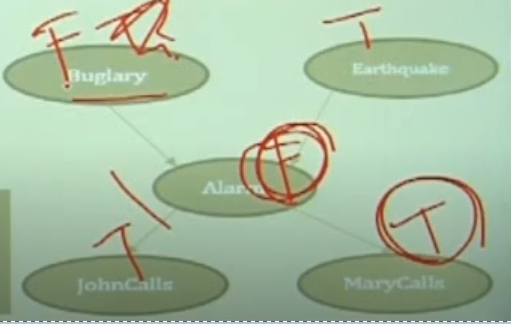 F T
Buglary Earthquake
Alarm F
T T
JohnCalls MaryCalls